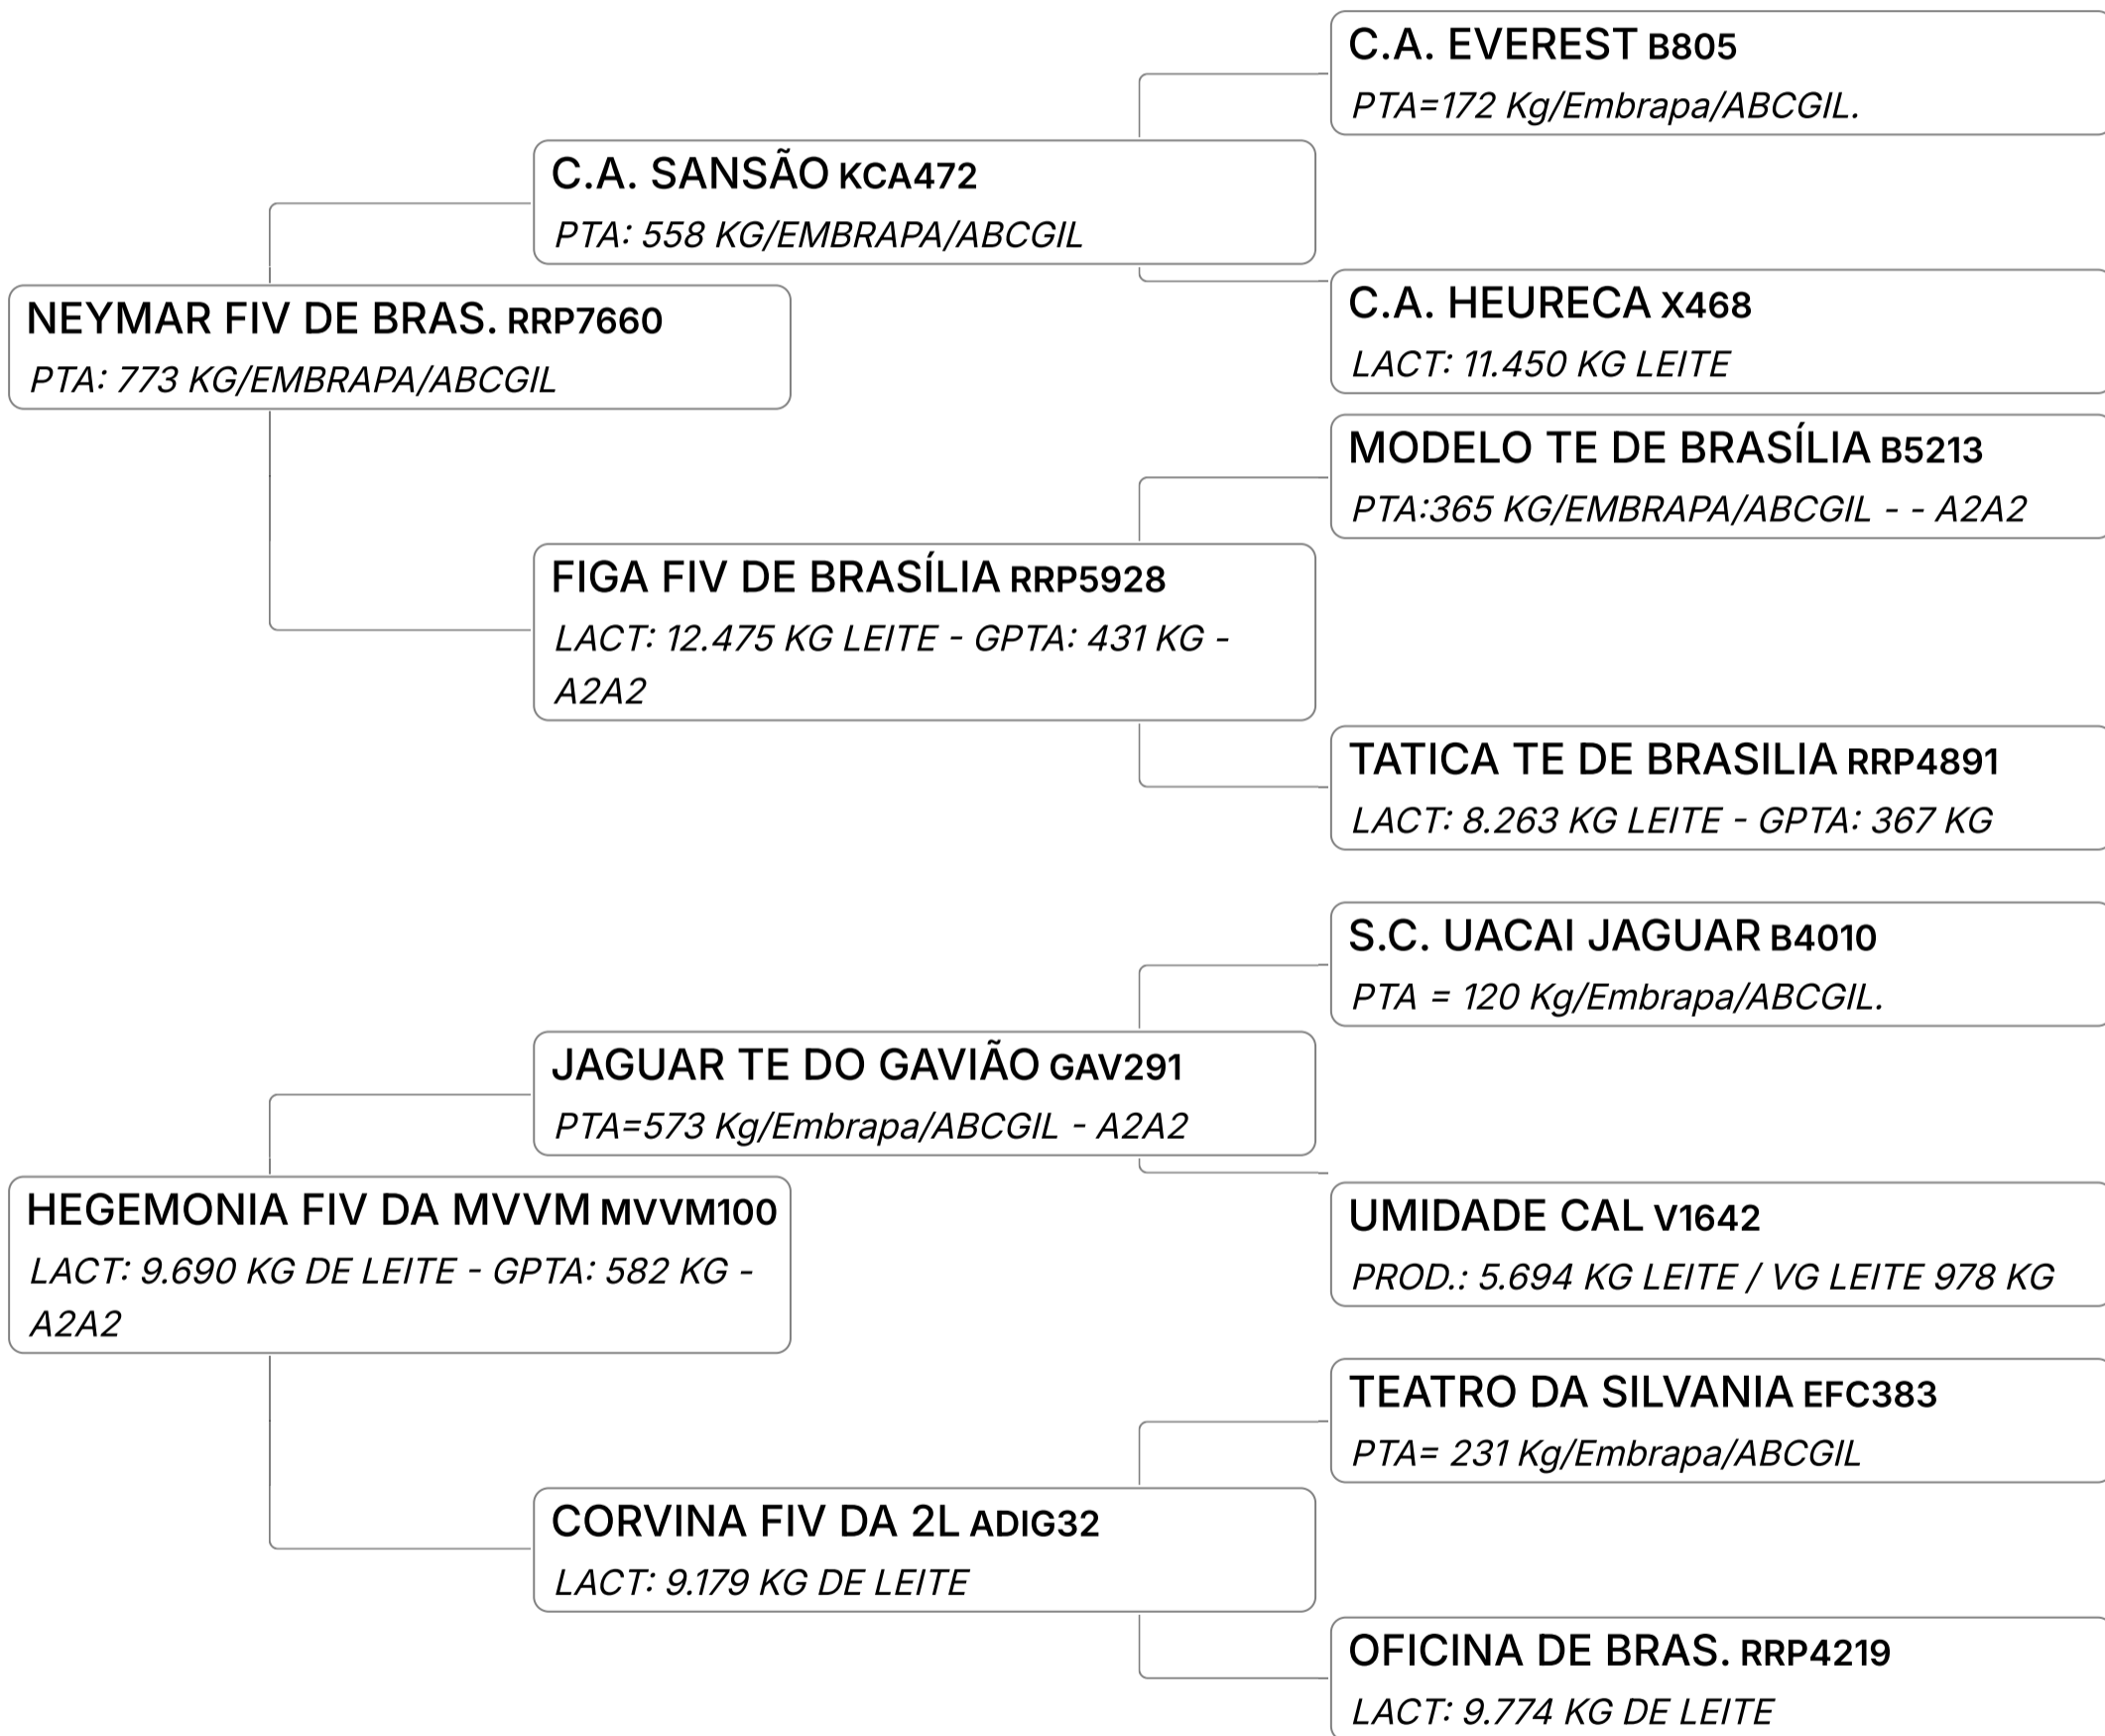 C.A. EVEREST B805
PTA=172 Kg/Embrapa/ABCGIL.
C.A. SANSÃO KCA472
PTA: 558 KG/EMBRAPA/ABCGIL
C.A. HEURECA X468
LACT: 11.450 KG LEITE
NEYMAR FIV DE BRAS. RRP7660
PTA: 773 KG/EMBRAPA/ABCGIL
MODELO TE DE BRASÍLIA B5213
PTA:365 KG/EMBRAPA/ABCGIL - - A2A2
FIGA FIV DE BRASÍLIA RRP5928
LACT: 12.475 KG LEITE - GPTA: 431 KG -
A2A2
TATICA TE DE BRASILIA RRP4891
LACT: 8.263 KG LEITE - GPTA: 367 KG
S.C. UACAI JAGUAR B4010
PTA = 120 Kg/Embrapa/ABCGIL.
JAGUAR TE DO GAVIÃO GAV291
PTA=573 Kg/Embrapa/ABCGIL - A2A2
UMIDADE CAL V1642
PROD.: 5.694 KG LEITE / VG LEITE 978 KG
HEGEMONIA FIV DA MVVM MVVM100
LACT: 9.690 KG DE LEITE - GPTA: 582 KG -
A2A2
TEATRO DA SILVANIA EFC383
PTA= 231 Kg/Embrapa/ABCGIL
CORVINA FIV DA 2L ADIG32
LACT: 9.179 KG DE LEITE
OFICINA DE BRAS. RRP4219
LACT: 9.774 KG DE LEITE